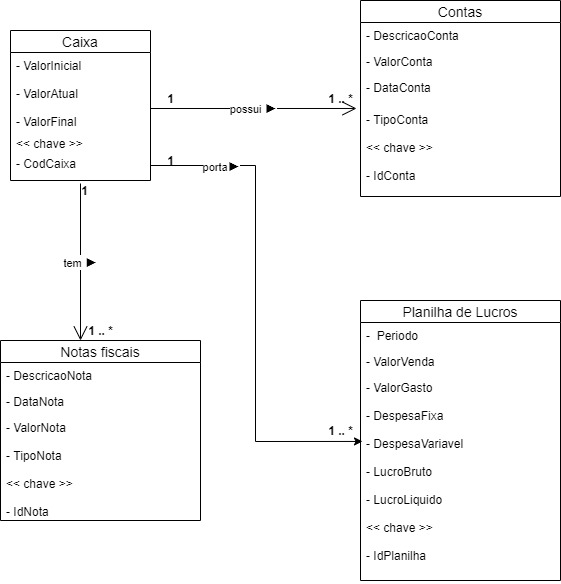 Caixa
- ValorInicial
- ValorAtual
- ValorFinal
<< chave >>
- CodCaixa
Contas
- DescricaoConta
- ValorConta
- DataConta
- TipoConta
<< chave >>
- IdConta
1
possui
1 .. *
1
porta
1 .. *
1
tem
1 .. *
Notas fiscais
- DescricaoNota
- DataNota
- ValorNota
- TipoNota
<< chave >>
- IdNota
Planilha de Lucros
- Periodo
- ValorVenda
- ValorGasto
- DespesaFixa
- DespesaVariavel
- LucroBruto
- LucroLiquido
<< chave >>
- IdPlanilha